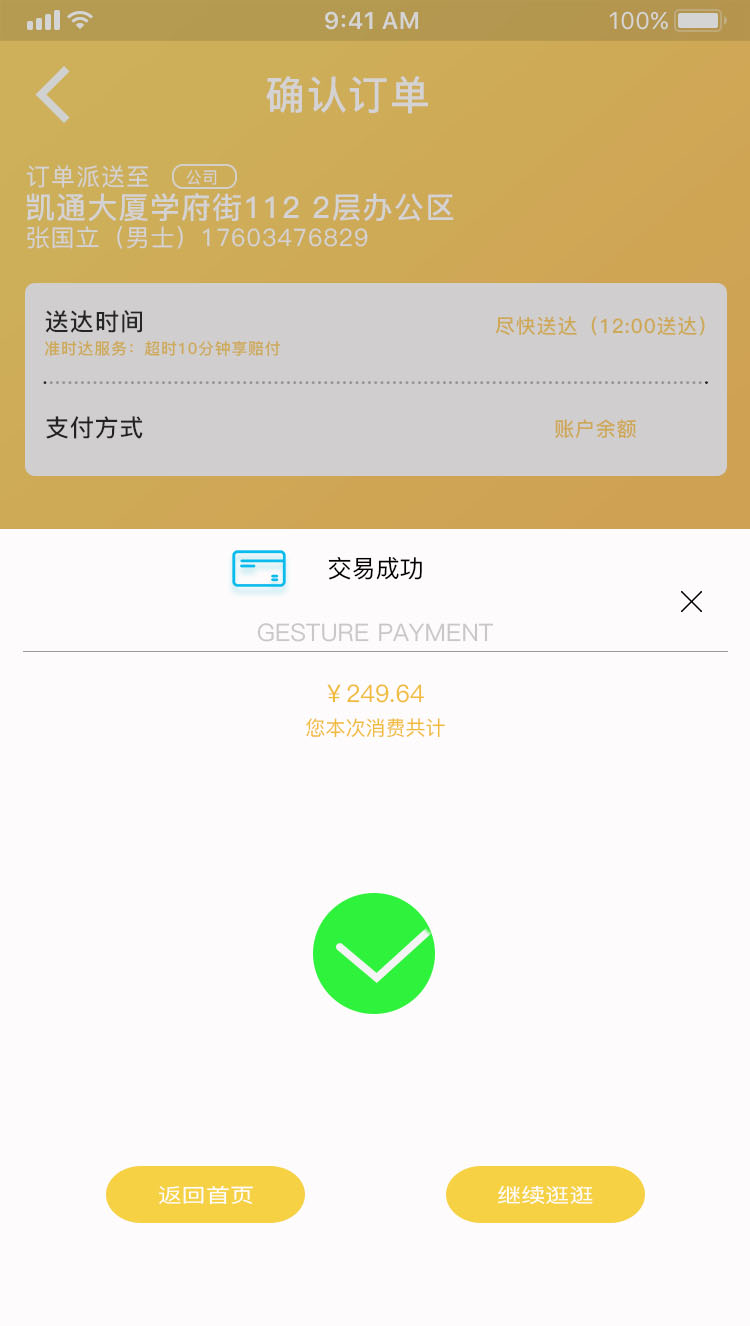 9:41 AM 100%
确认订单
订单派送至 公司
凯通大厦学府街112 2层办公区
张国立（男士）17603476829
送达时间 尽快送达（12:00送达）
准时达服务：超时10分钟享赔付
支付方式 账户余额
交易成功
GESTURE PAYMENT
¥ 249.64
您本次消费共计
返回首页 继续逛逛